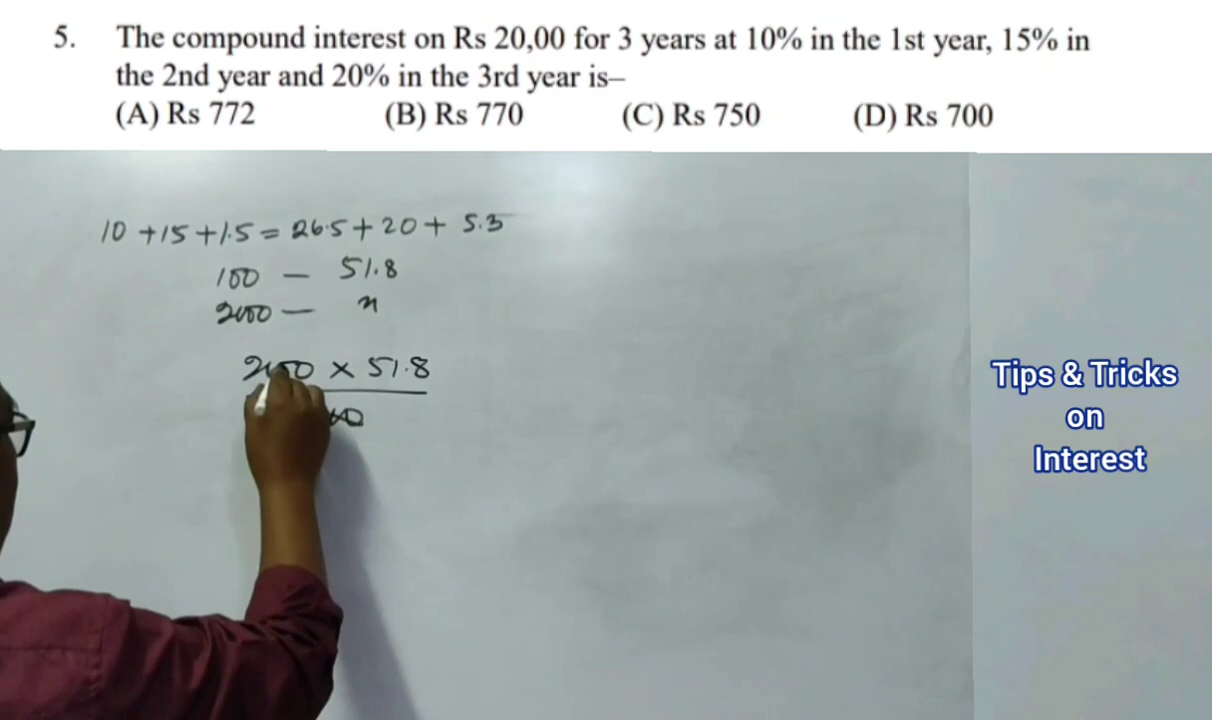 5. The compound interest on Rs 20,00 for 3 years at 10% in the 1st year, 15% in
the 2nd year and 20% in the 3rd year is–
(A) Rs 772 (B) Rs 770 (C) Rs 750 (D) Rs 700
10 + 15 + 1.5 = 26.5 + 20 + 5.3
100 — 51.8
2000 — x
2000 × 51.8
Tips & Tricks
on
Interest